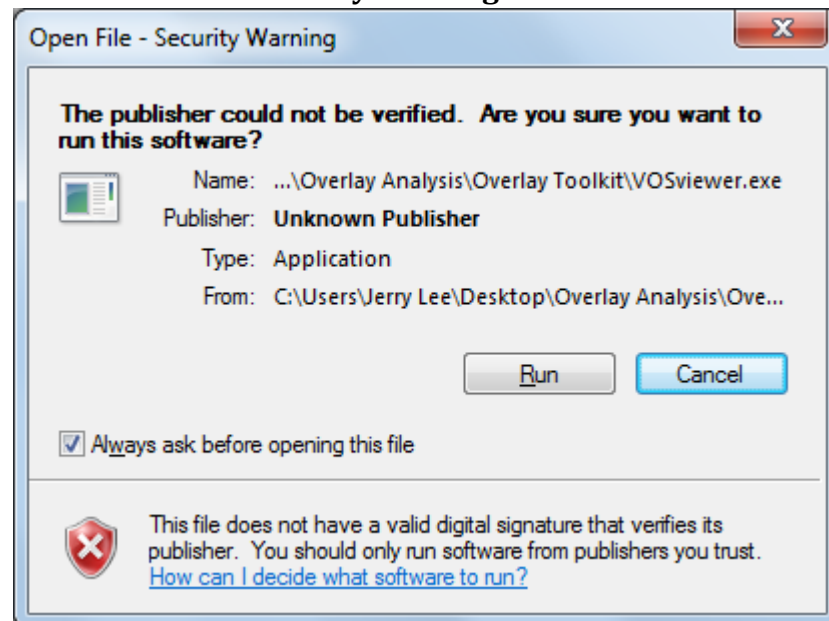 Open File - Security Warning
The publisher could not be verified. Are you sure you want to
run this software?
Name: ...\Overlay Analysis\Overlay Toolkit\VOSviewer.exe
Publisher: Unknown Publisher
Type: Application
From: C:\Users\Jerry Lee\Desktop\Overlay Analysis\Ove...
Run Cancel
Always ask before opening this file
This file does not have a valid digital signature that verifies its
publisher. You should only run software from publishers you trust.
How can I decide what software to run?